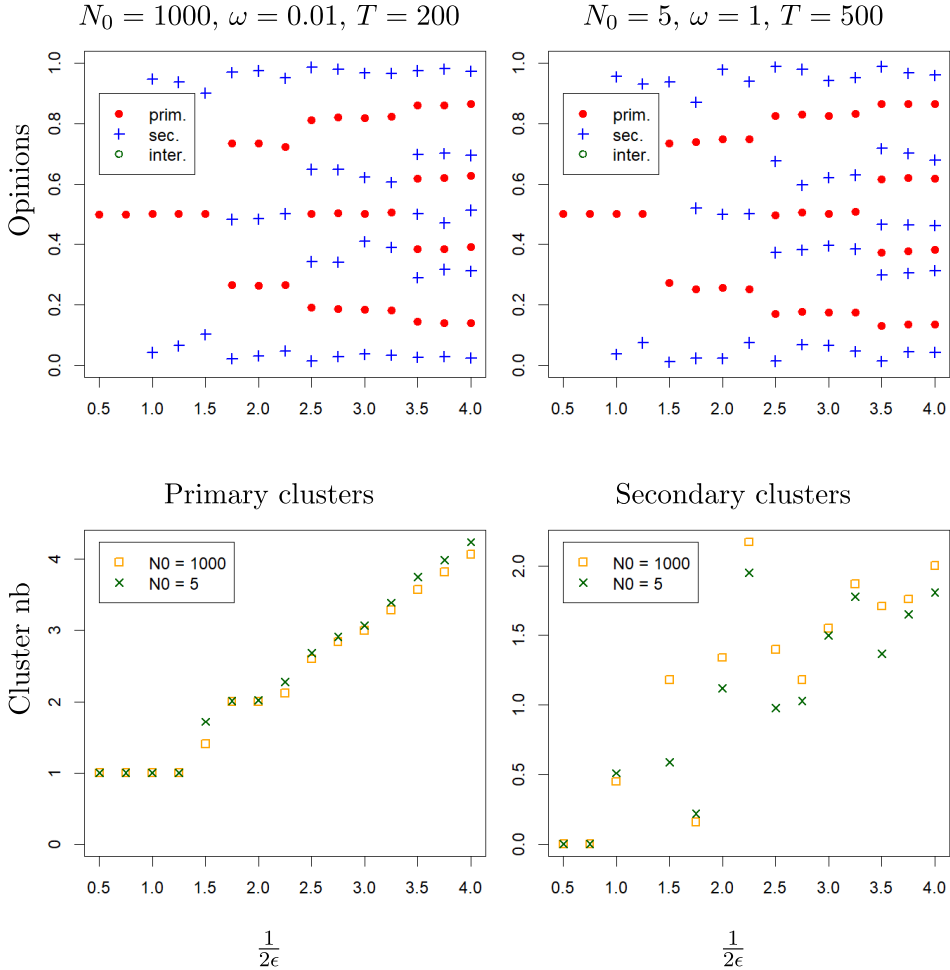 N₀ = 1000, ω = 0.01, T = 200
N₀ = 5, ω = 1, T = 500
Opinions
1.0
0.8
0.6
0.4
0.2
0.0
prim.
sec.
inter.
0.5 1.0 1.5 2.0 2.5 3.0 3.5 4.0
1.0
0.8
0.6
0.4
0.2
0.0
prim.
sec.
inter.
0.5 1.0 1.5 2.0 2.5 3.0 3.5 4.0
Primary clusters
Secondary clusters
Cluster nb
4
3
2
1
0
N0 = 1000
N0 = 5
0.5 1.0 1.5 2.0 2.5 3.0 3.5 4.0
1/2ϵ
2.0
1.5
1.0
0.5
0.0
N0 = 1000
N0 = 5
0.5 1.0 1.5 2.0 2.5 3.0 3.5 4.0
1/2ϵ